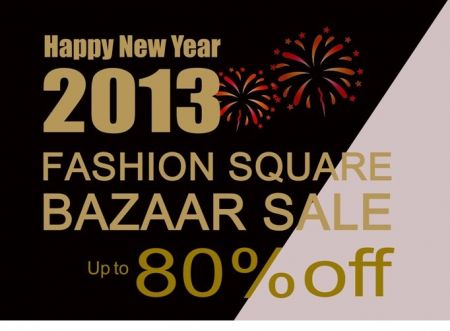 Happy New Year
2013
FASHION SQUARE
BAZAAR SALE
Up to 80%off